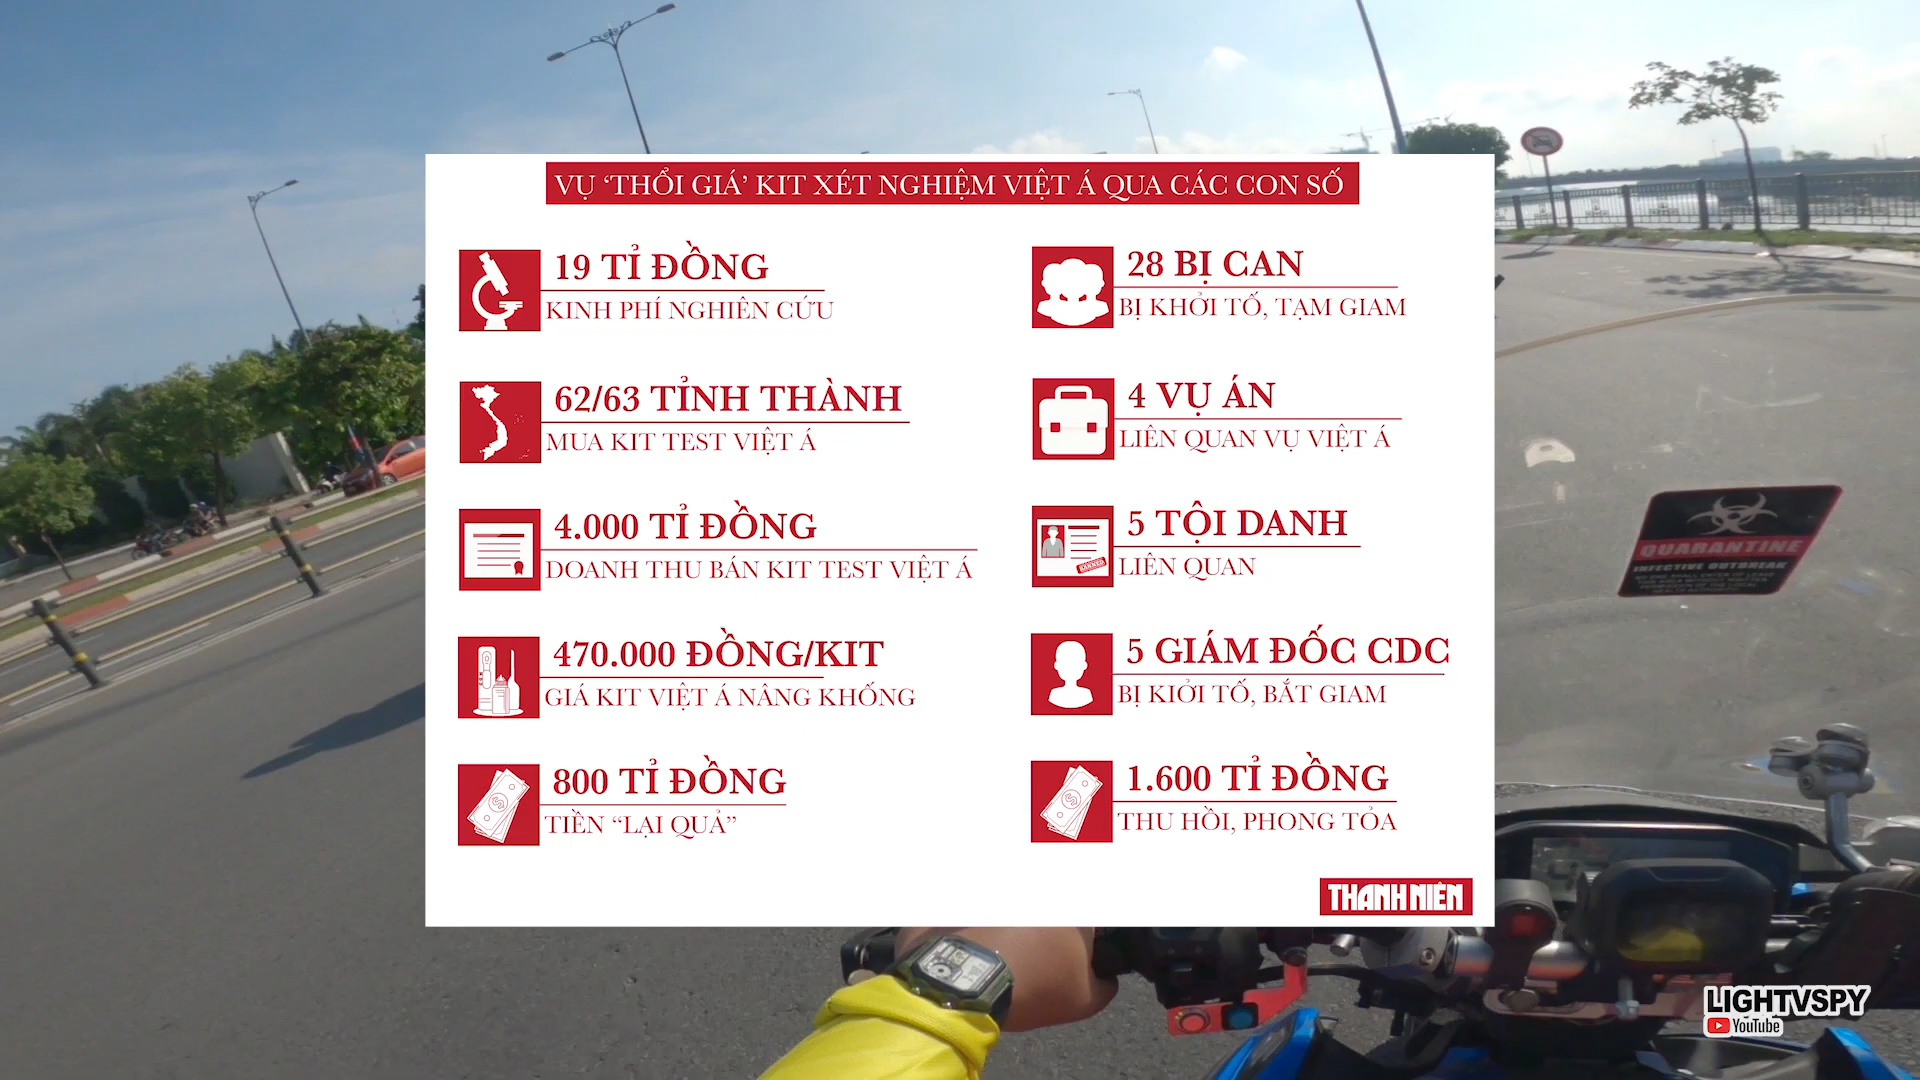 VỤ ‘THỔI GIÁ’ KIT XÉT NGHIỆM VIỆT Á QUA CÁC CON SỐ
19 TỈ ĐỒNG
KINH PHÍ NGHIÊN CỨU
62/63 TỈNH THÀNH
MUA KIT TEST VIỆT Á
4.000 TỈ ĐỒNG
DOANH THU BÁN KIT TEST VIỆT Á
470.000 ĐỒNG/KIT
GIÁ KIT VIỆT Á NÂNG KHỐNG
800 TỈ ĐỒNG
TIỀN “LẠI QUẢ”
28 BỊ CAN
BỊ KHỞI TỐ, TẠM GIAM
4 VỤ ÁN
LIÊN QUAN VỤ VIỆT Á
5 TỘI DANH
LIÊN QUAN
BANNED
5 GIÁM ĐỐC CDC
BỊ KIỞI TỐ, BẮT GIAM
1.600 TỈ ĐỒNG
THU HỒI, PHONG TỎA
THANH NIÊN
QUARANTINE
INFECTIVE OUTBREAK
LIGHTVSPY
YouTube